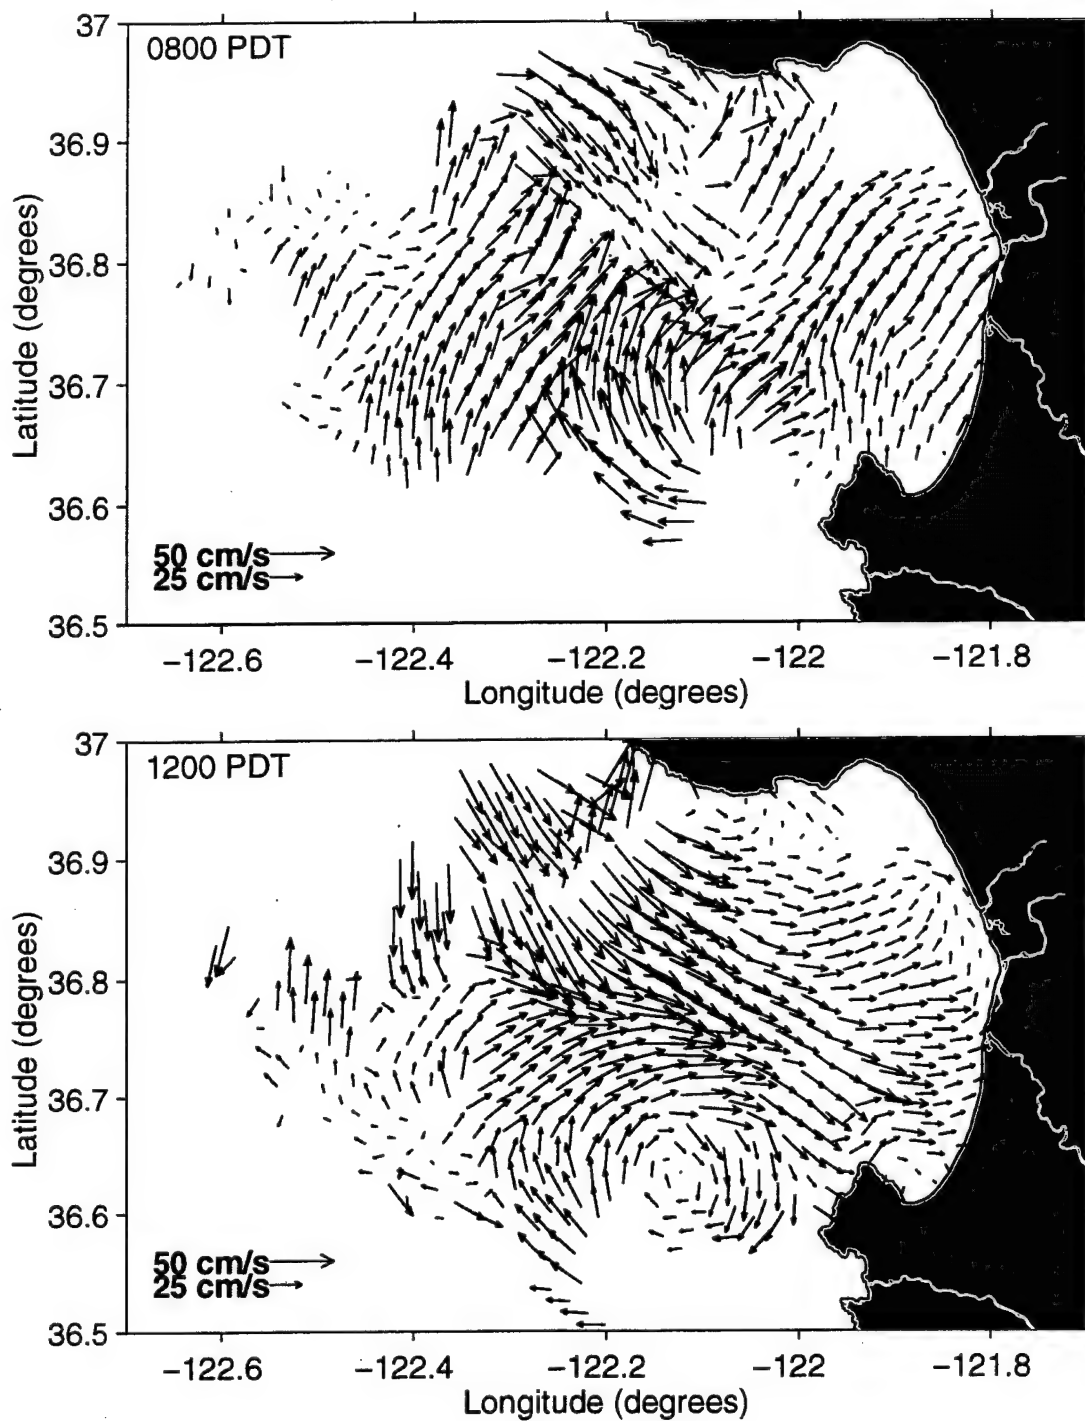 37
0800 PDT
36.9
36.8
36.7
36.6
36.5
Latitude (degrees)
50 cm/s
25 cm/s
−122.6 −122.4 −122.2 −122 −121.8
Longitude (degrees)
37
1200 PDT
36.9
36.8
36.7
36.6
36.5
Latitude (degrees)
50 cm/s
25 cm/s
−122.6 −122.4 −122.2 −122 −121.8
Longitude (degrees)